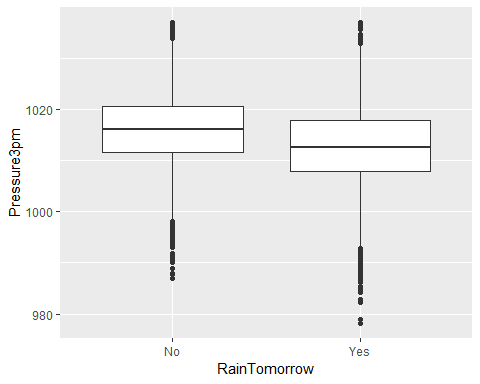 Pressure3pm
1020
1000
980
No
Yes
RainTomorrow